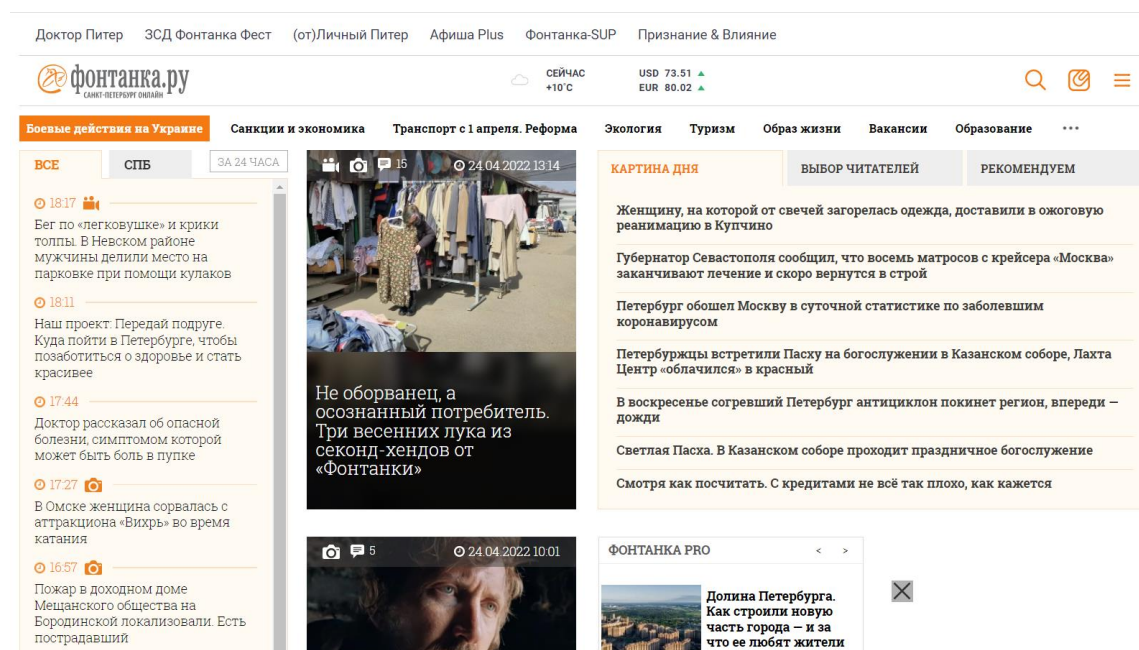 Доктор Питер ЗСД Фонтанка Фест (от)Личный Питер Афиша Plus Фонтанка-SUP Признание & Влияние
фонтанка.ру
САНКТ-ПЕТЕРБУРГ ОНЛАЙН
СЕЙЧАС
+10°C
USD 73.51
EUR 80.02
Боевые действия на Украине Санкции и экономика Транспорт с 1 апреля. Реформа Экология Туризм Образ жизни Вакансии Образование •••
ВСЕ СПБ ЗА 24 ЧАСА
18:17
Бег по «легковушке» и крики
толпы. В Невском районе
мужчины делили место на
парковке при помощи кулаков
18:11
Наш проект: Передай подруге.
Куда пойти в Петербурге, чтобы
позаботиться о здоровье и стать
красивее
17:44
Доктор рассказал об опасной
болезни, симптомом которой
может быть боль в пупке
17:27
В Омске женщина сорвалась с
аттракциона «Вихрь» во время
катания
16:57
Пожар в доходном доме
Мещанского общества на
Бородинской локализовали. Есть
пострадавший
15 24.04.2022 13:14
Не оборванец, а
осознанный потребитель.
Три весенних лука из
секонд-хендов от
«Фонтанки»
5 24.04.2022 10:01
КАРТИНА ДНЯ ВЫБОР ЧИТАТЕЛЕЙ РЕКОМЕНДУЕМ
Женщину, на которой от свечей загорелась одежда, доставили в ожоговую
реанимацию в Купчино
Губернатор Севастополя сообщил, что восемь матросов с крейсера «Москва»
заканчивают лечение и скоро вернутся в строй
Петербург обошел Москву в суточной статистике по заболевшим
коронавирусом
Петербуржцы встретили Пасху на богослужении в Казанском соборе, Лахта
Центр «облачился» в красный
В воскресенье согревший Петербург антициклон покинет регион, впереди —
дожди
Светлая Пасха. В Казанском соборе проходит праздничное богослужение
Смотря как посчитать. С кредитами не всё так плохо, как кажется
ФОНТАНКА PRO < >
Долина Петербурга.
Как строили новую
часть города — и за
что ее любят жители